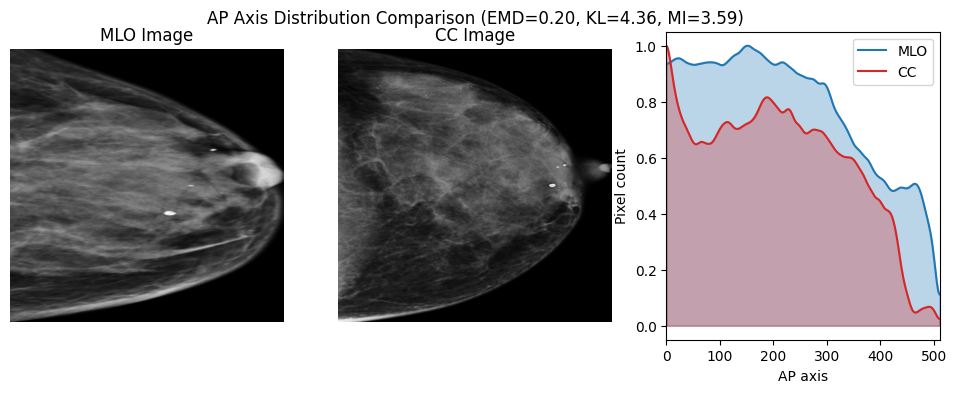 AP Axis Distribution Comparison (EMD=0.20, KL=4.36, MI=3.59)
MLO Image
CC Image
MLO
CC
Pixel count
1.0
0.8
0.6
0.4
0.2
0.0
0 100 200 300 400 500
AP axis